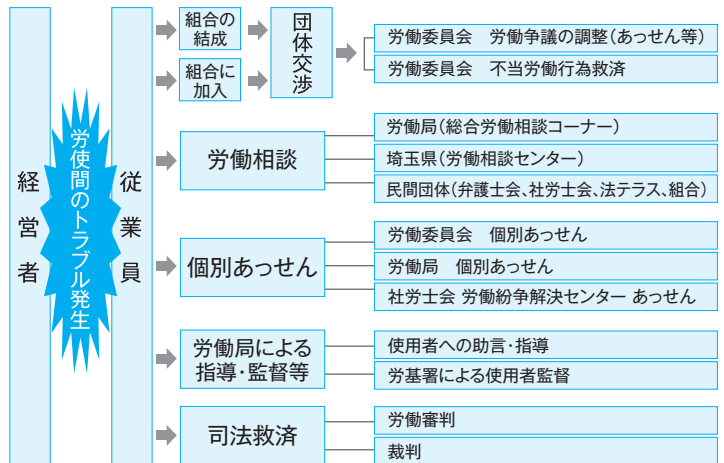 経営者
労使間のトラブル発生
従業員
組合の
結成
組合に
加入
団体交渉
労働委員会　労働争議の調整（あっせん等）
労働委員会　不当労働行為救済
労働相談
労働局（総合労働相談コーナー）
埼玉県（労働相談センター）
民間団体（弁護士会、社労士会、法テラス、組合）
個別あっせん
労働委員会　個別あっせん
労働局　個別あっせん
社労士会 労働紛争解決センター あっせん
労働局による
指導・監督等
使用者への助言・指導
労基署による使用者監督
司法救済
労働審判
裁判